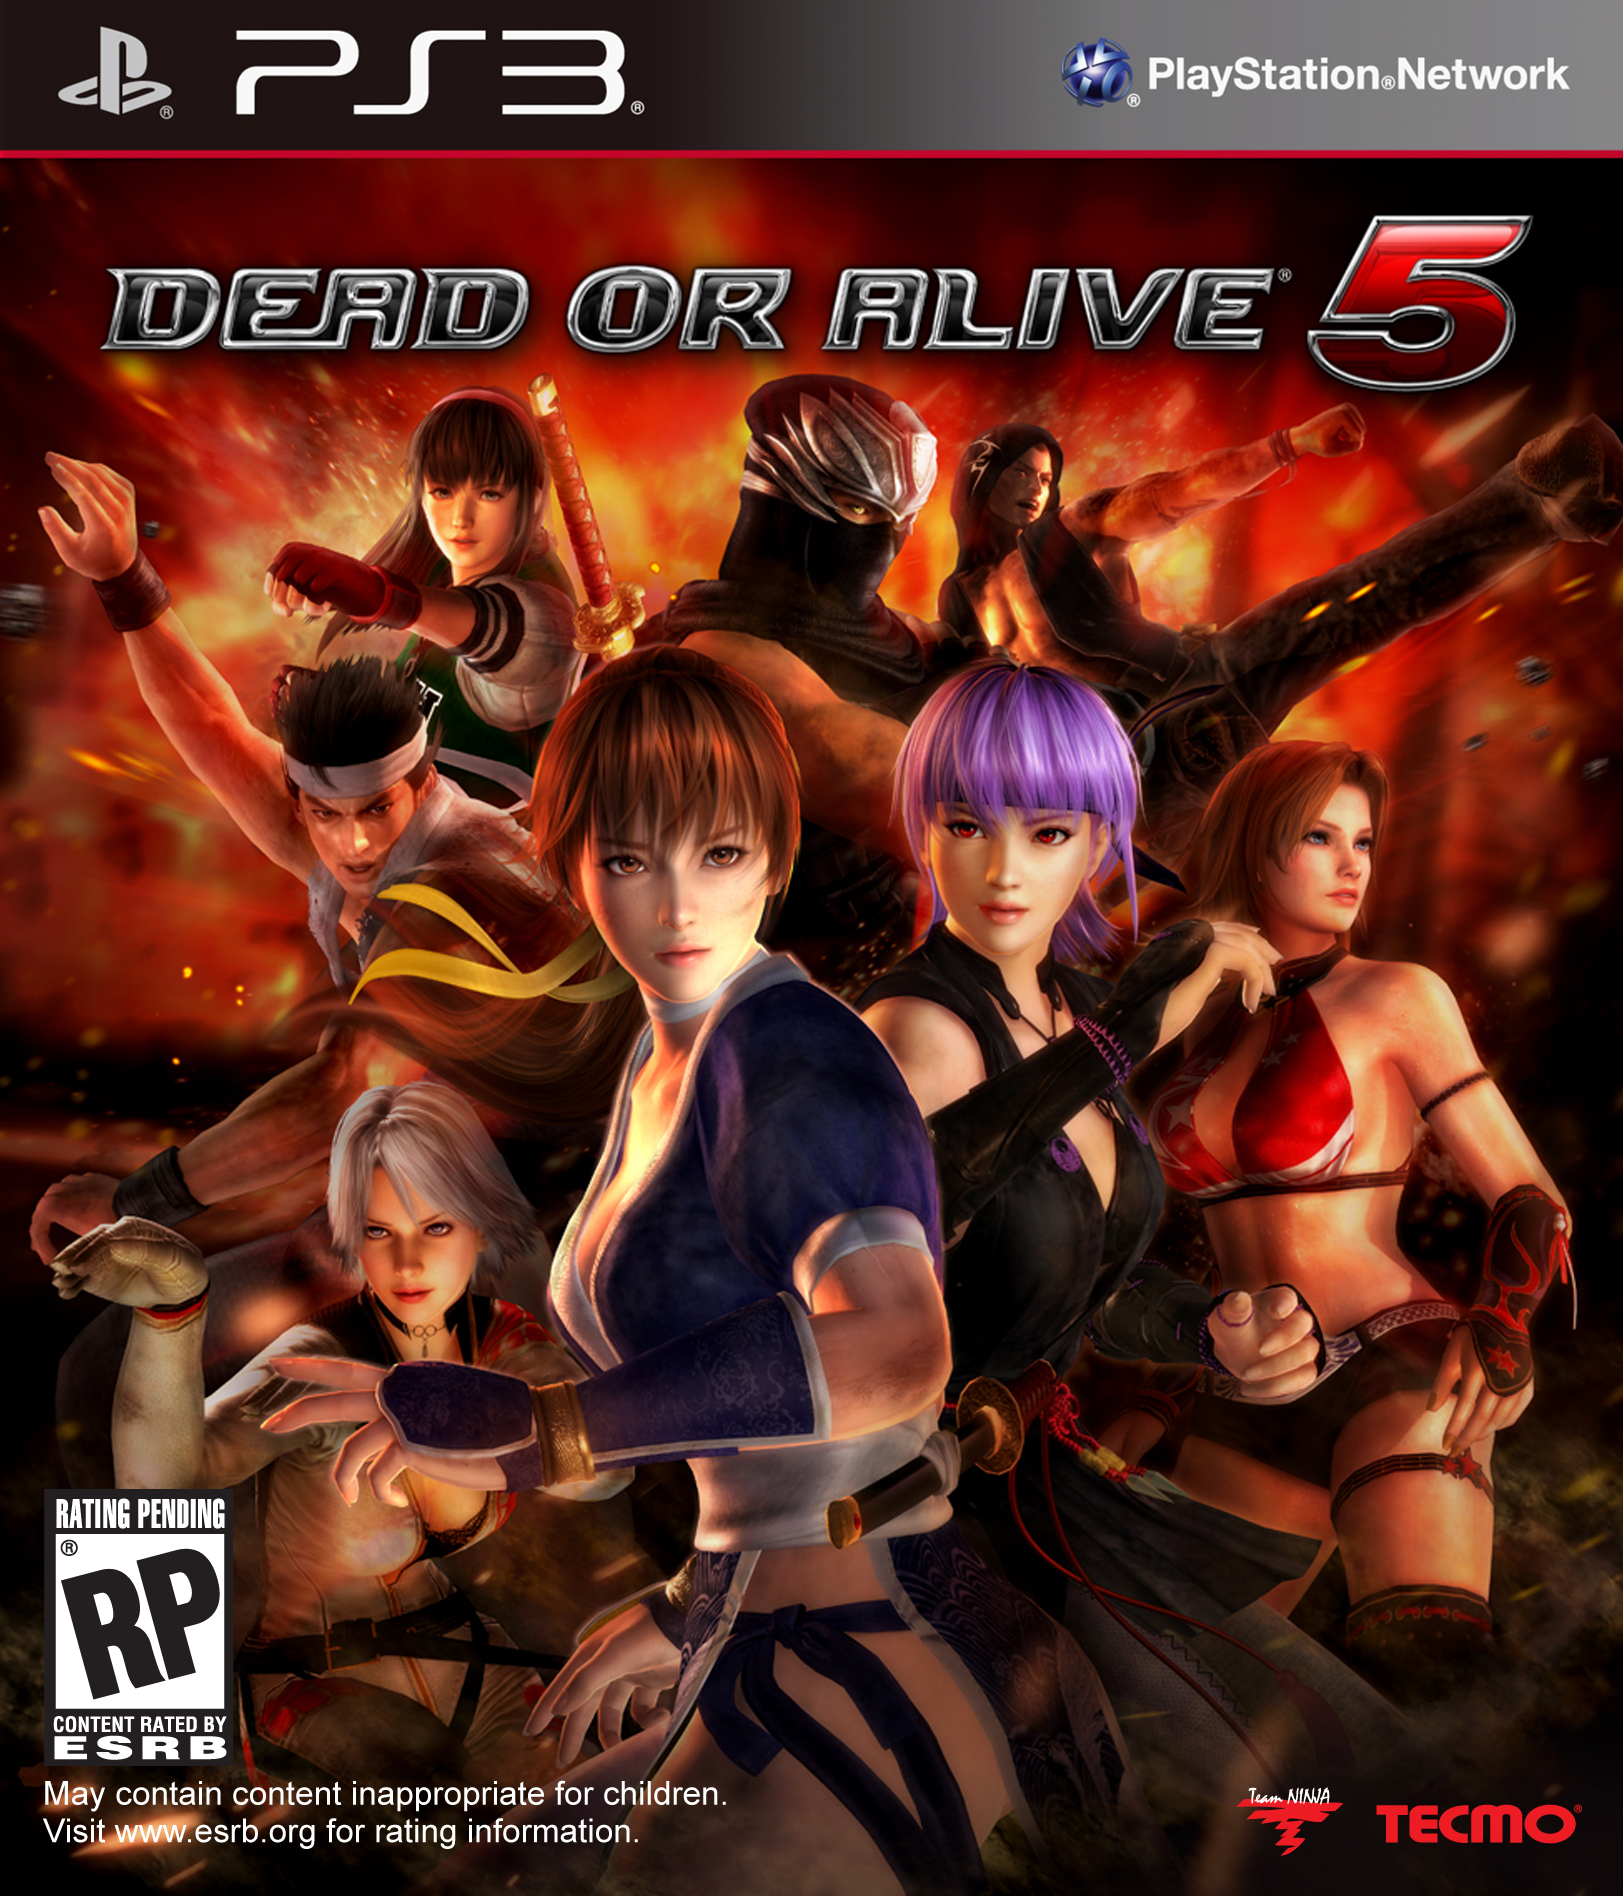 PS3®
PlayStation®Network
DEAD OR ALIVE® 5
RATING PENDING
RP®
CONTENT RATED BY
ESRB
May contain content inappropriate for children.
Visit www.esrb.org for rating information.
Team NINJA
TECMO®